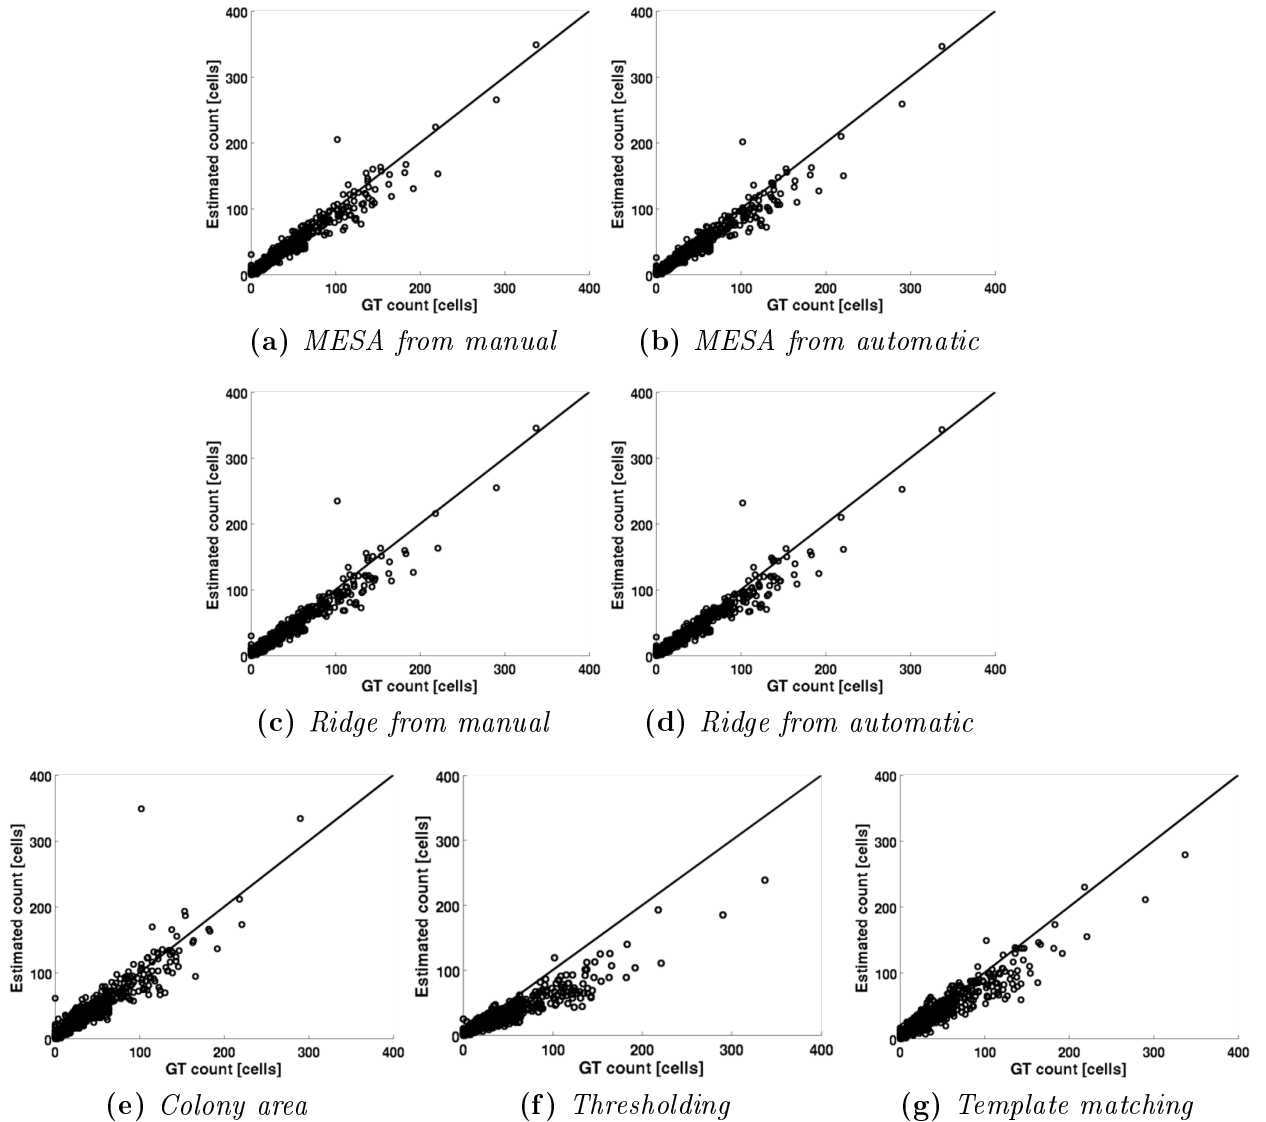 400 400
300 300
200 200
100 100
0 0
Estimated count [cells] Estimated count [cells]
0 100 200 300 400 0 100 200 300 400
GT count [cells] GT count [cells]
(a) MESA from manual (b) MESA from automatic
400 400
300 300
200 200
100 100
0 0
Estimated count [cells] Estimated count [cells]
0 100 200 300 400 0 100 200 300 400
GT count [cells] GT count [cells]
(c) Ridge from manual (d) Ridge from automatic
400 400 400
300 300 300
200 200 200
100 100 100
0 0 0
Estimated count [cells] Estimated count [cells] Estimated count [cells]
0 100 200 300 400 0 100 200 300 400 0 100 200 300 400
GT count [cells] GT count [cells] GT count [cells]
(e) Colony area (f) Thresholding (g) Template matching